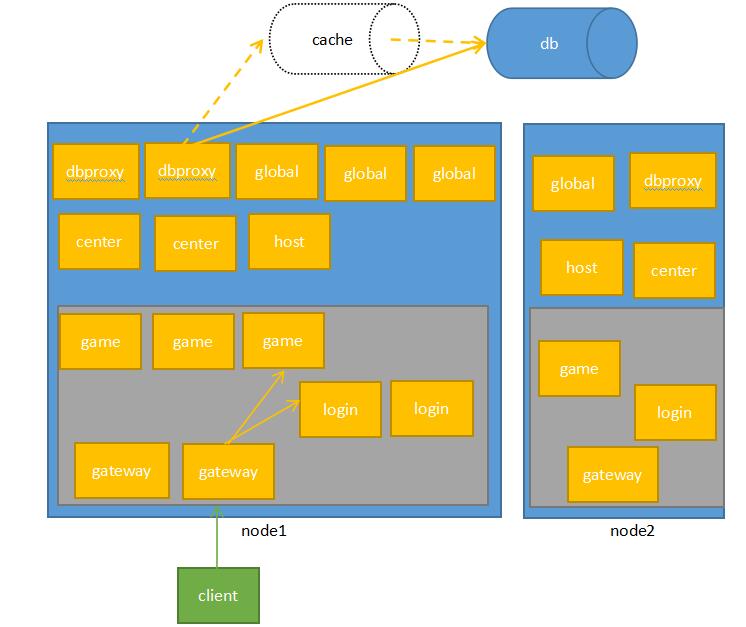 cache
db
dbproxy
dbproxy
global
global
global
center
center
host
game
game
game
login
login
gateway
gateway
node1
client
global
dbproxy
host
center
game
login
gateway
node2